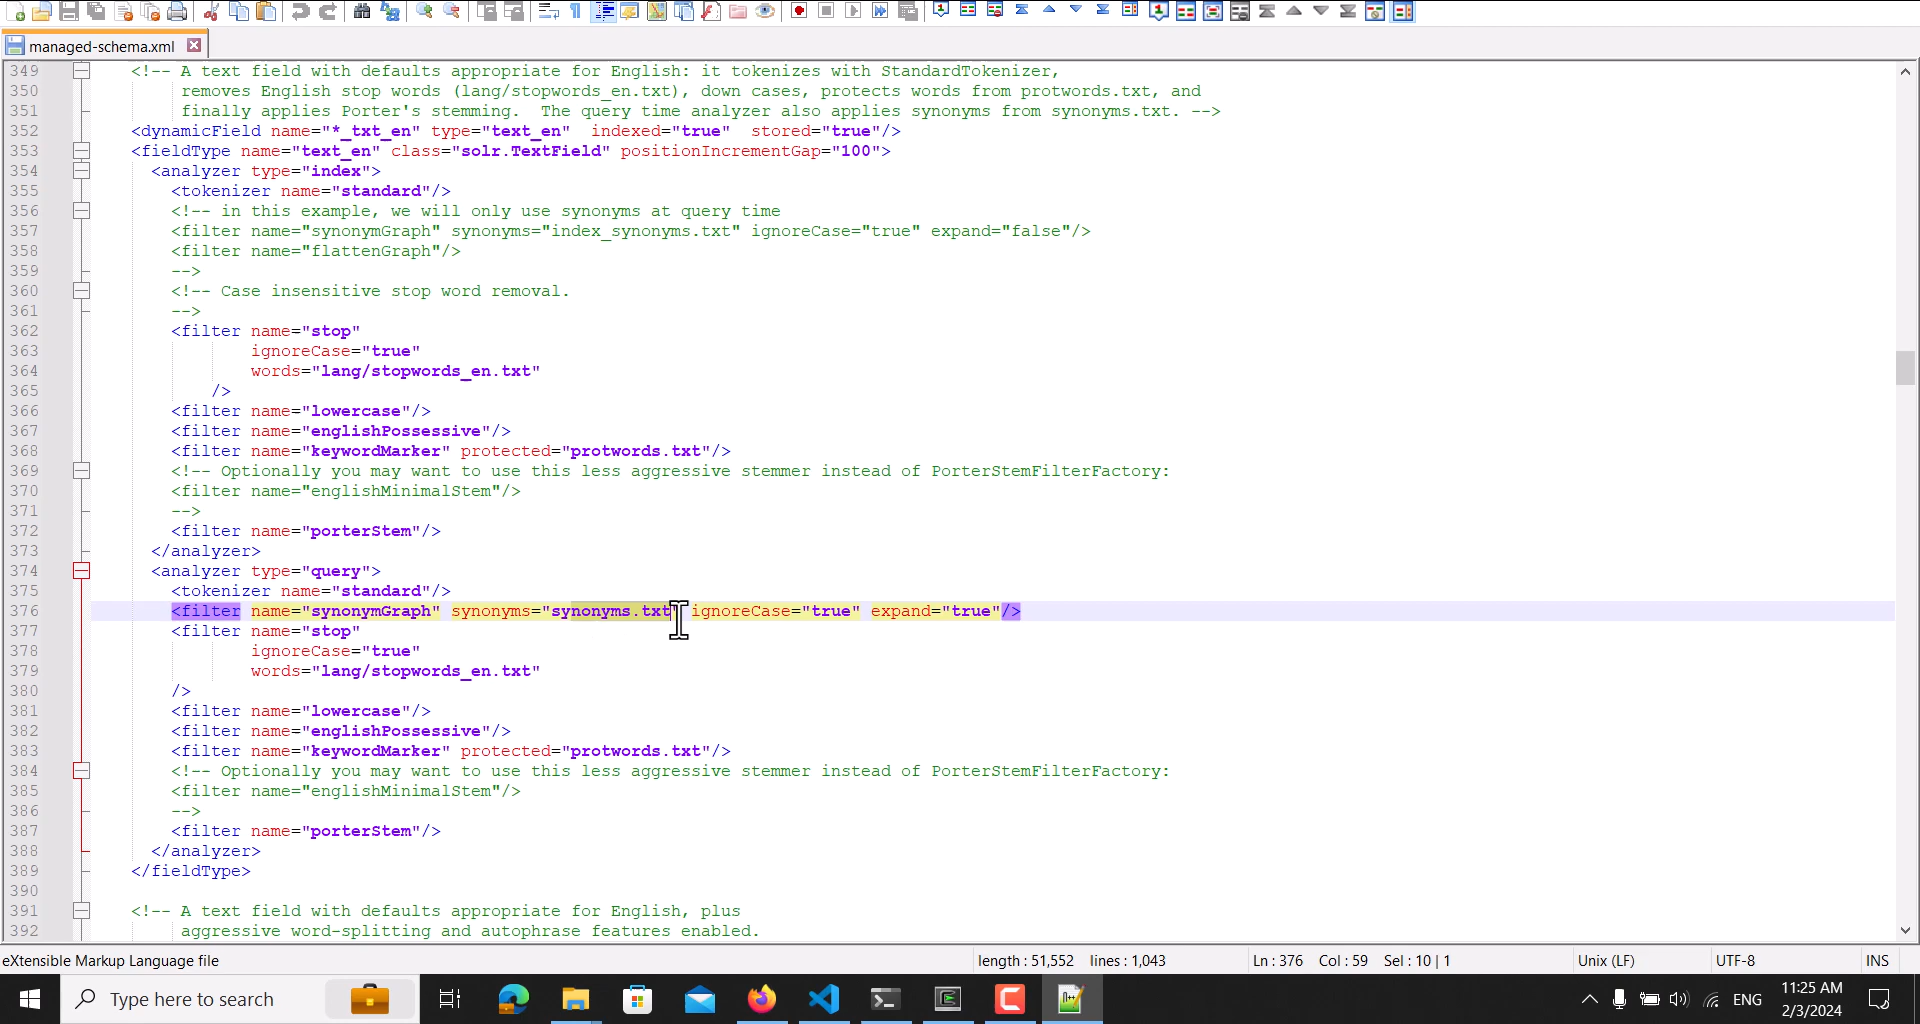 managed-schema.xml
349 <!-- A text field with defaults appropriate for English: it tokenizes with StandardTokenizer,
350 removes English stop words (lang/stopwords_en.txt), down cases, protects words from protwords.txt, and
351 finally applies Porter's stemming.  The query time analyzer also applies synonyms from synonyms.txt. -->
352 <dynamicField name="*_txt_en" type="text_en"  indexed="true"  stored="true"/>
353 <fieldType name="text_en" class="solr.TextField" positionIncrementGap="100">
354 <analyzer type="index">
355 <tokenizer name="standard"/>
356 <!-- in this example, we will only use synonyms at query time
357 <filter name="synonymGraph" synonyms="index_synonyms.txt" ignoreCase="true" expand="false"/>
358 <filter name="flattenGraph"/>
359 -->
360 <!-- Case insensitive stop word removal.
361 -->
362 <filter name="stop"
363 ignoreCase="true"
364 words="lang/stopwords_en.txt"
365 />
366 <filter name="lowercase"/>
367 <filter name="englishPossessive"/>
368 <filter name="keywordMarker" protected="protwords.txt"/>
369 <!-- Optionally you may want to use this less aggressive stemmer instead of PorterStemFilterFactory:
370 <filter name="englishMinimalStem"/>
371 -->
372 <filter name="porterStem"/>
373 </analyzer>
374 <analyzer type="query">
375 <tokenizer name="standard"/>
376 <filter name="synonymGraph" synonyms="synonyms.txt" ignoreCase="true" expand="true"/>
377 <filter name="stop"
378 ignoreCase="true"
379 words="lang/stopwords_en.txt"
380 />
381 <filter name="lowercase"/>
382 <filter name="englishPossessive"/>
383 <filter name="keywordMarker" protected="protwords.txt"/>
384 <!-- Optionally you may want to use this less aggressive stemmer instead of PorterStemFilterFactory:
385 <filter name="englishMinimalStem"/>
386 -->
387 <filter name="porterStem"/>
388 </analyzer>
389 </fieldType>
390
391 <!-- A text field with defaults appropriate for English, plus
392 aggressive word-splitting and autophrase features enabled.
eXtensible Markup Language file length : 51,552 lines : 1,043 Ln : 376 Col : 59 Sel : 10 | 1 Unix (LF) UTF-8 INS
Type here to search ENG 11:25 AM
2/3/2024